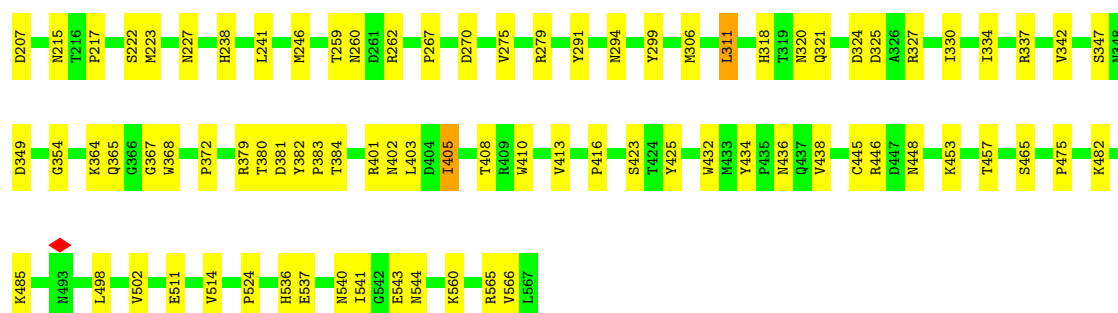 D207 N215 T216 P217 S222 M223 N227 H238 L241 M246 T259 N260 D261 R262 P267 D270 V275 R279 Y291 N294 Y299 M306 L311 H318 T319 N320 Q321 D324 D325 A326 R327 I330 I334 R337 V342 S347 N348
D349 G354 K364 Q365 G366 G367 W368 P372 R379 T380 D381 Y382 P383 T384 R401 N402 L403 D404 I405 T408 R409 W410 V413 P416 S423 T424 Y425 W432 M433 Y434 P435 N436 Q437 V438 C445 R446 D447 N448 K453 T457 S465 P475 K482
K485 N493 L498 V502 E511 V514 P524 H536 E537 N540 I541 G542 E543 N544 K560 R565 V566 L567